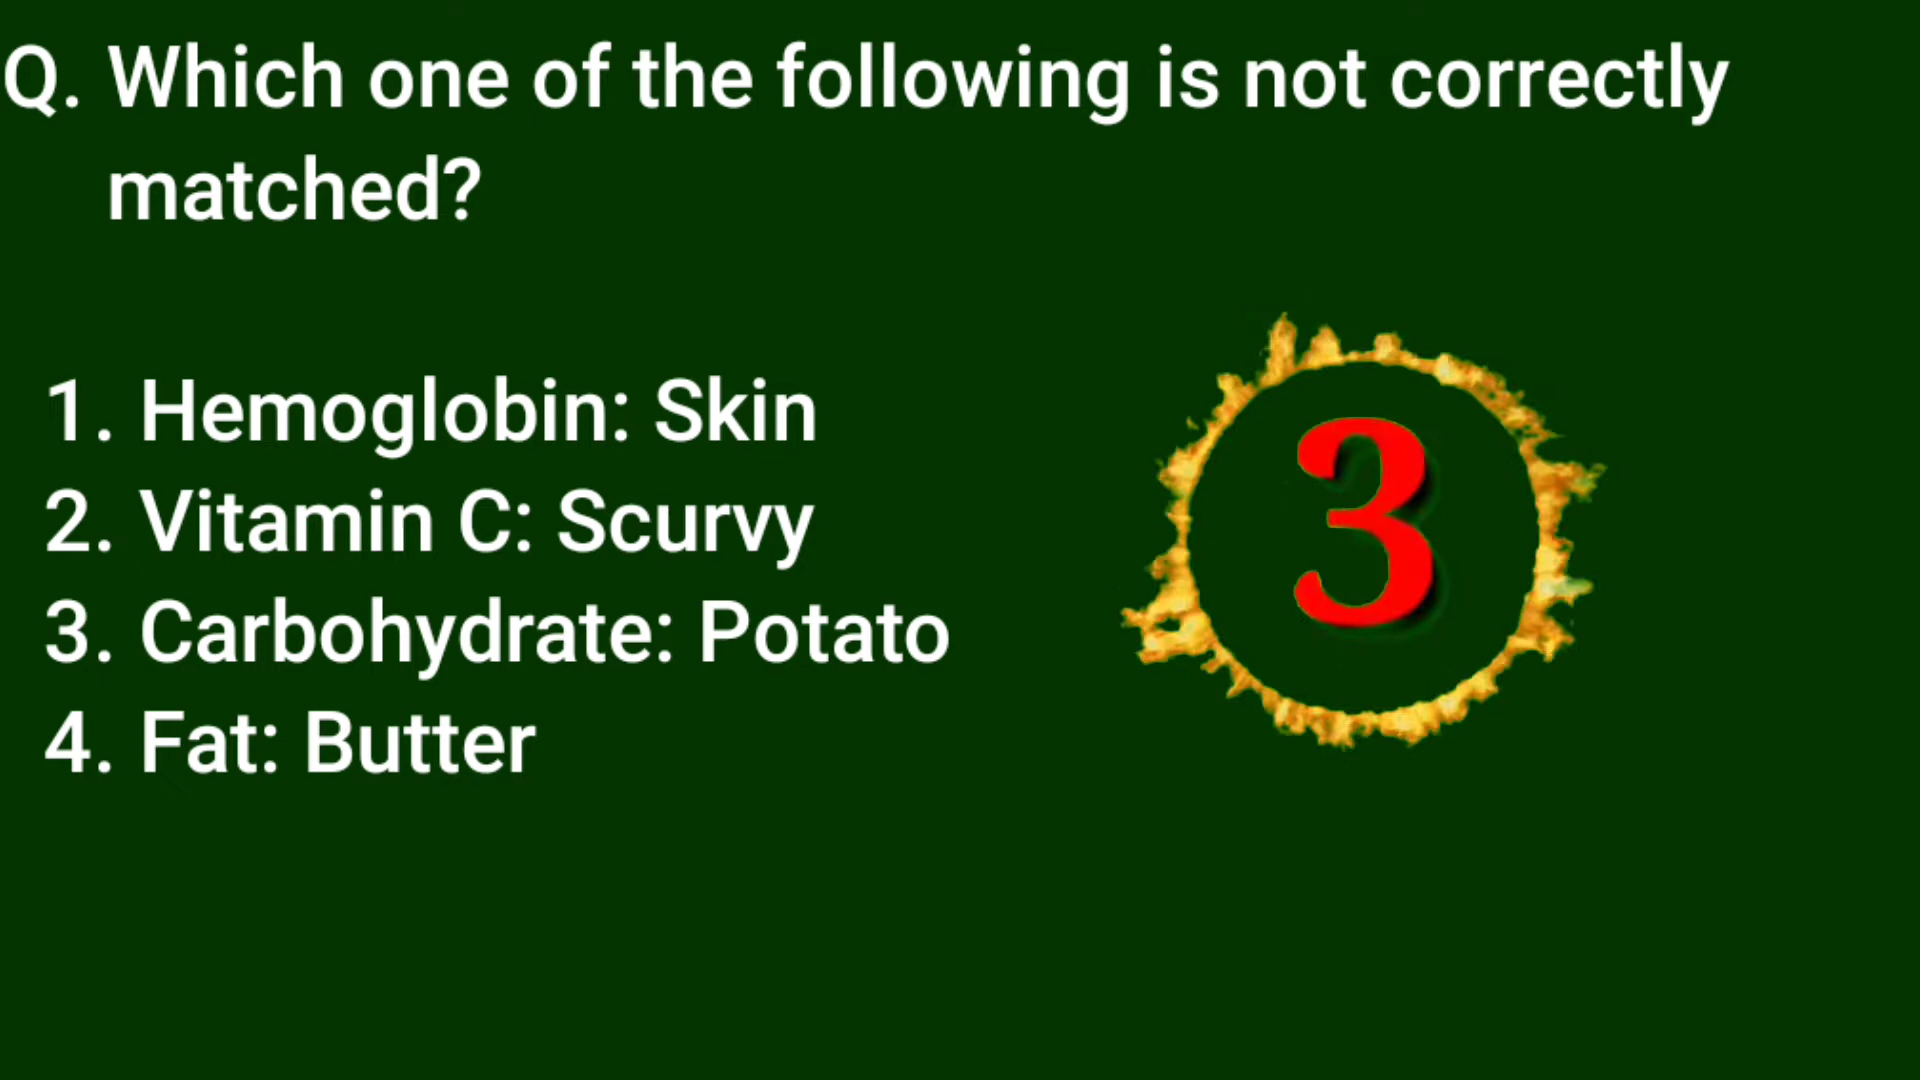 Q. Which one of the following is not correctly
matched?
1. Hemoglobin: Skin
2. Vitamin C: Scurvy
3. Carbohydrate: Potato
4. Fat: Butter
3